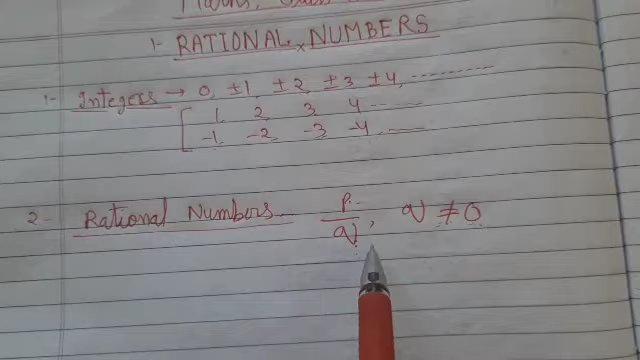 1- RATIONAL NUMBERS
1- Integers → 0, ±1, ±2, ±3 ±4, ----------
1, 2, 3 4 -----
-1, -2, -3 -4, ----
2- Rational Numbers. p/q, q ≠ 0